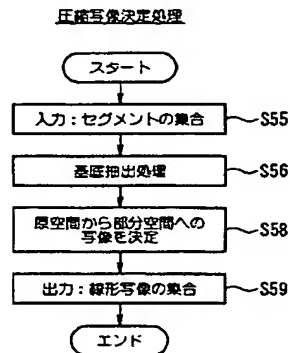 圧縮写像決定処理
スタート
入力：セグメントの集合
S55
基底抽出処理
S56
原空間から部分空間への
写像を決定
S58
出力：線形写像の集合
S59
エンド